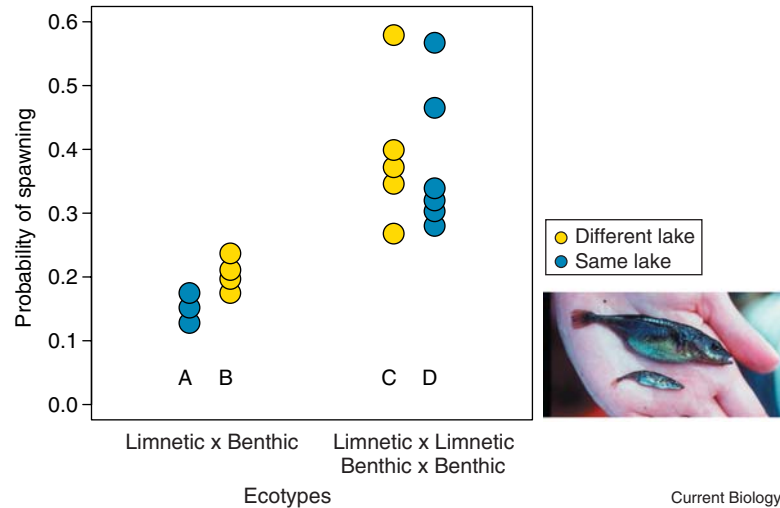 0.6
0.5
0.4
0.3
0.2
0.1
0.0
Probability of spawning
A B C D
Limnetic x Benthic
Limnetic x Limnetic
Benthic x Benthic
Ecotypes
Different lake
Same lake
Current Biology